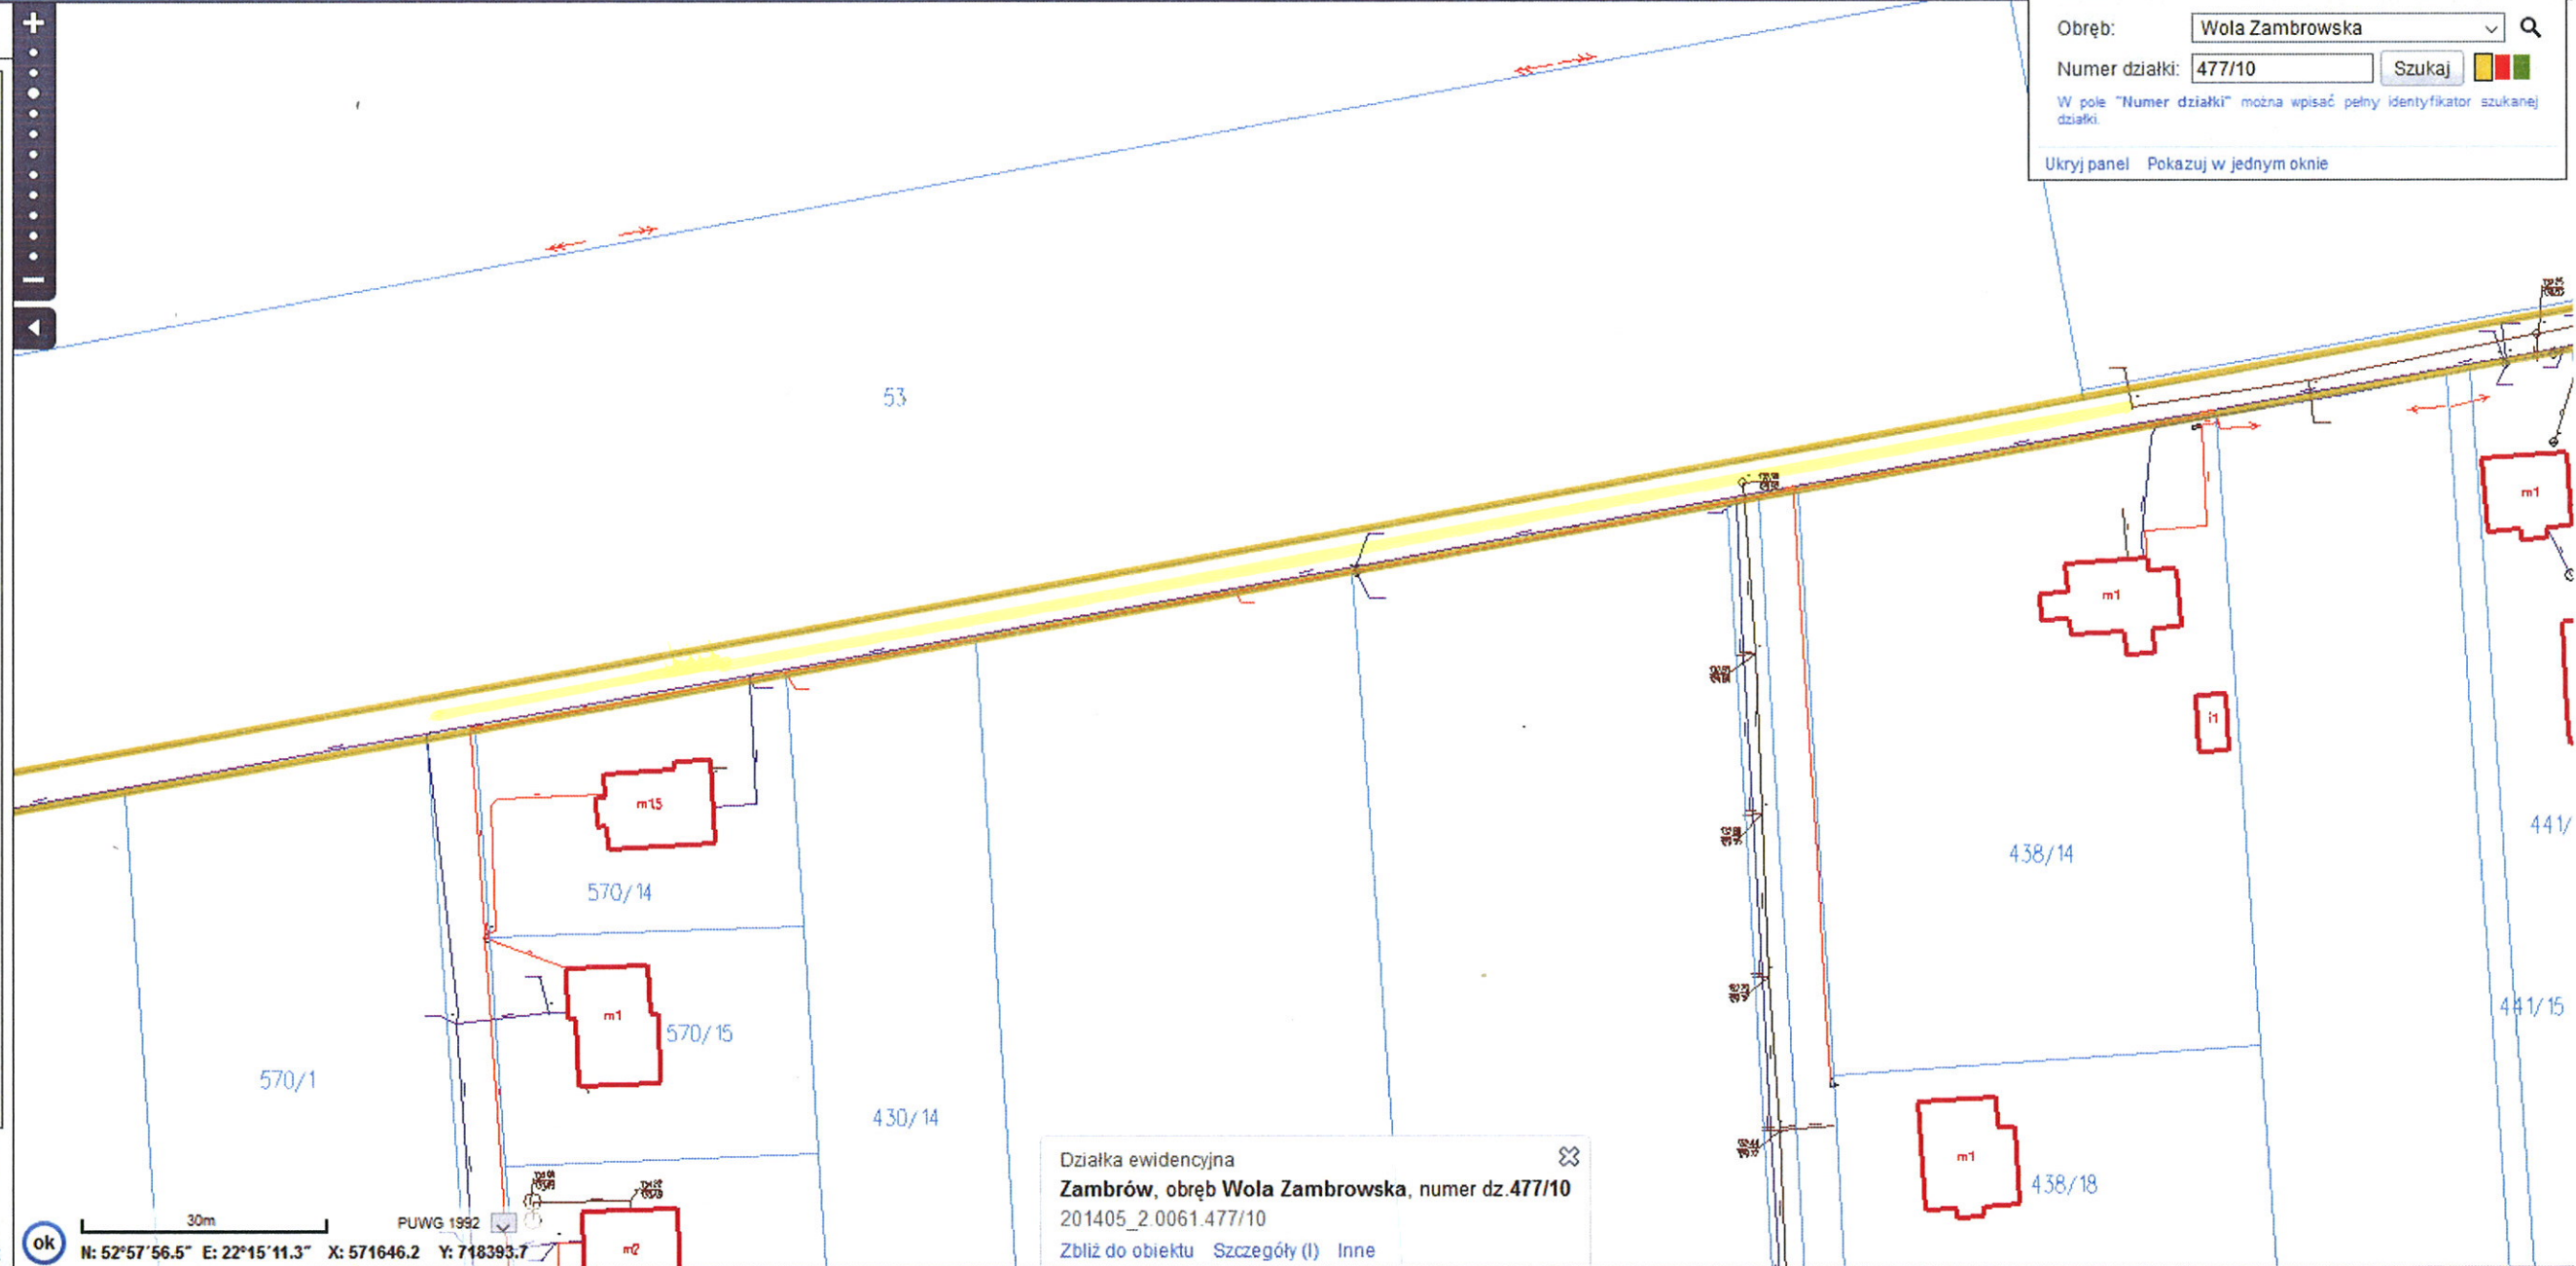 Obręb:
Wola Zambrowska
Numer działki:
477/10
Szukaj
W pole "Numer działki" można wpisać pełny identyfikator szukanej
działki.
Ukryj panel Pokazuj w jednym oknie
53
m1
m1
i1
m1.5
570/14
438/14
441/
m1
570/15
441/15
570/1
430/14
m1
438/18
m2
Działka ewidencyjna
Zambrów, obręb Wola Zambrowska, numer dz.477/10
201405_2.0061.477/10
Zbliż do obiektu Szczegóły (I) Inne
30m
PUWG 1992
ok
N: 52°57'56.5" E: 22°15'11.3" X: 571646.2 Y: 718393.7